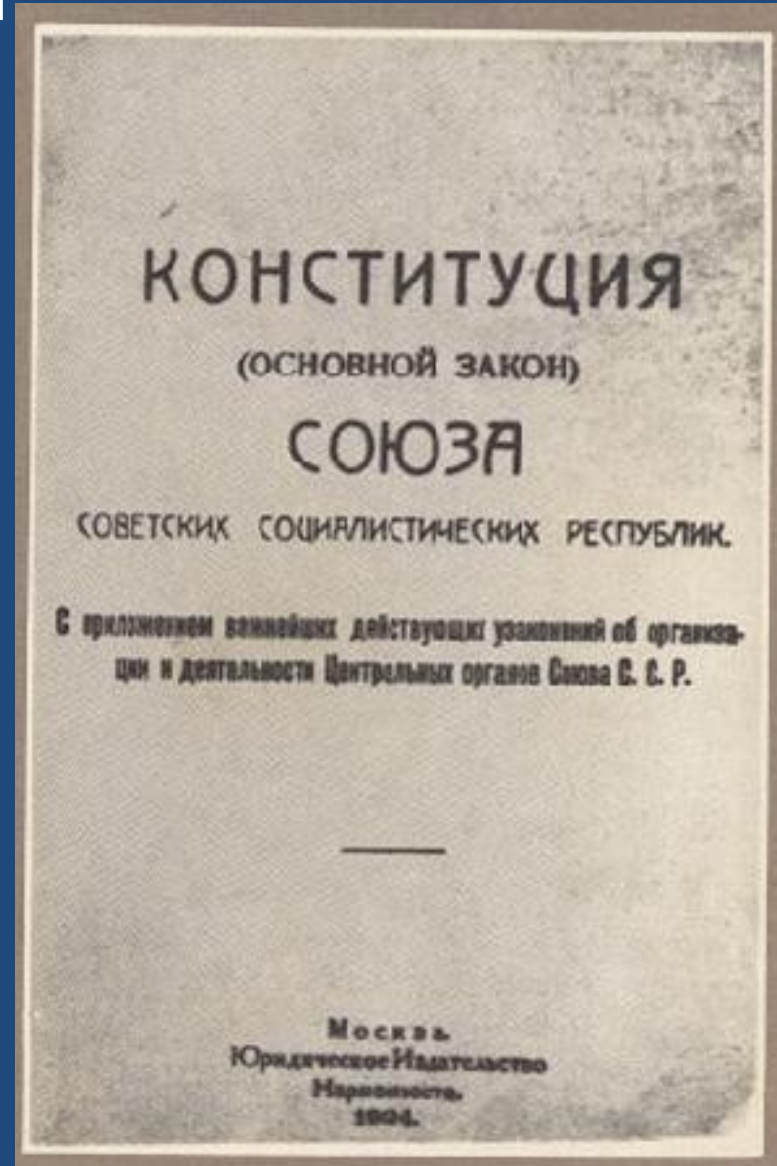 КОНСТИТУЦИЯ
(ОСНОВНОЙ ЗАКОН)
СОЮЗА
СОВЕТСКИХ СОЦИАЛИСТИЧЕСКИХ РЕСПУБЛИК.
С приложением важнейших действующих узаконений об организа-
ции и деятельности Центральных органов Союза С. С. Р.
Москва.
Юридическое Издательство
Наркомюста.
1924.